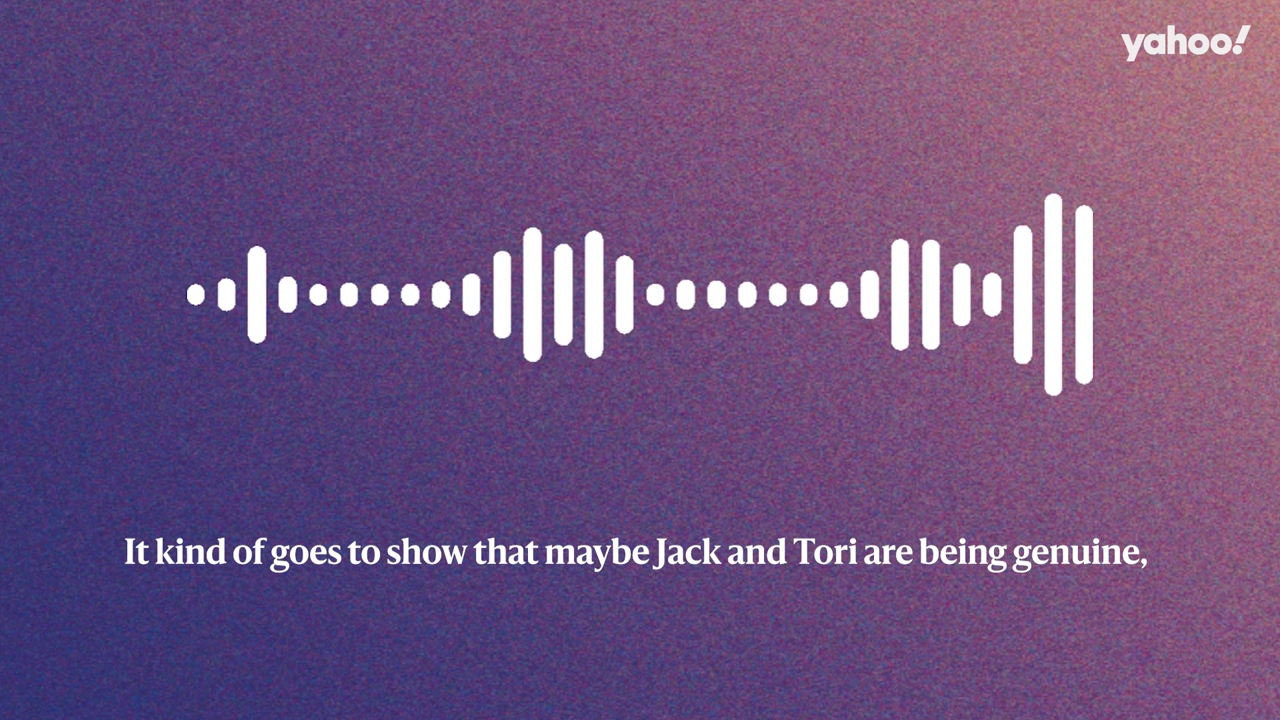 yahoo!
It kind of goes to show that maybe Jack and Tori are being genuine,